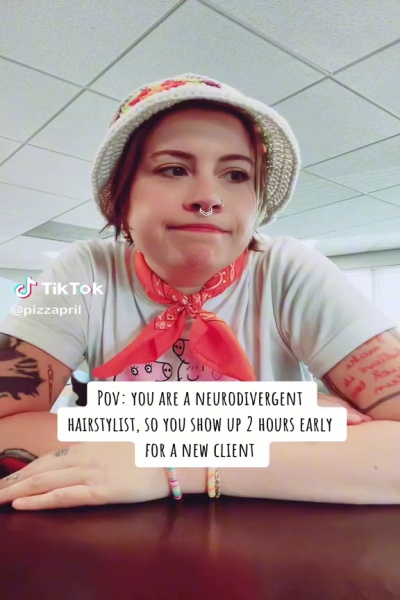 TikTok
@pizzapril
POV: YOU ARE A NEURODIVERGENT
HAIRSTYLIST, SO YOU SHOW UP 2 HOURS EARLY
FOR A NEW CLIENT